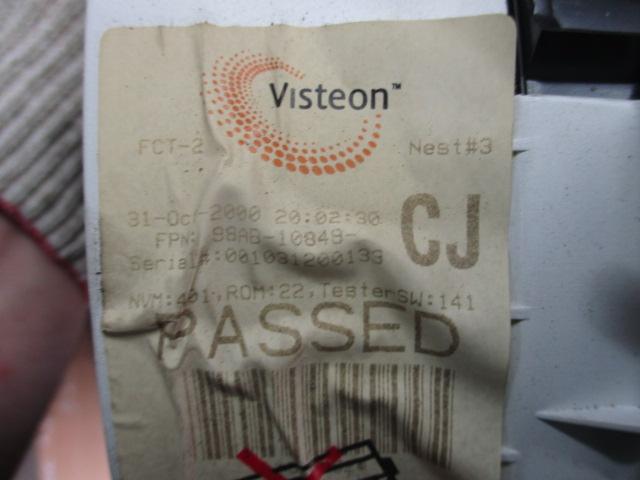 Visteon™
FCT-2 Nest#3
31-Oct-2000 20:02:30
FPN: 98AB-10849-
CJ
Serial#:001031200133
NVM:401,ROM:22,TesterSW:141
PASSED